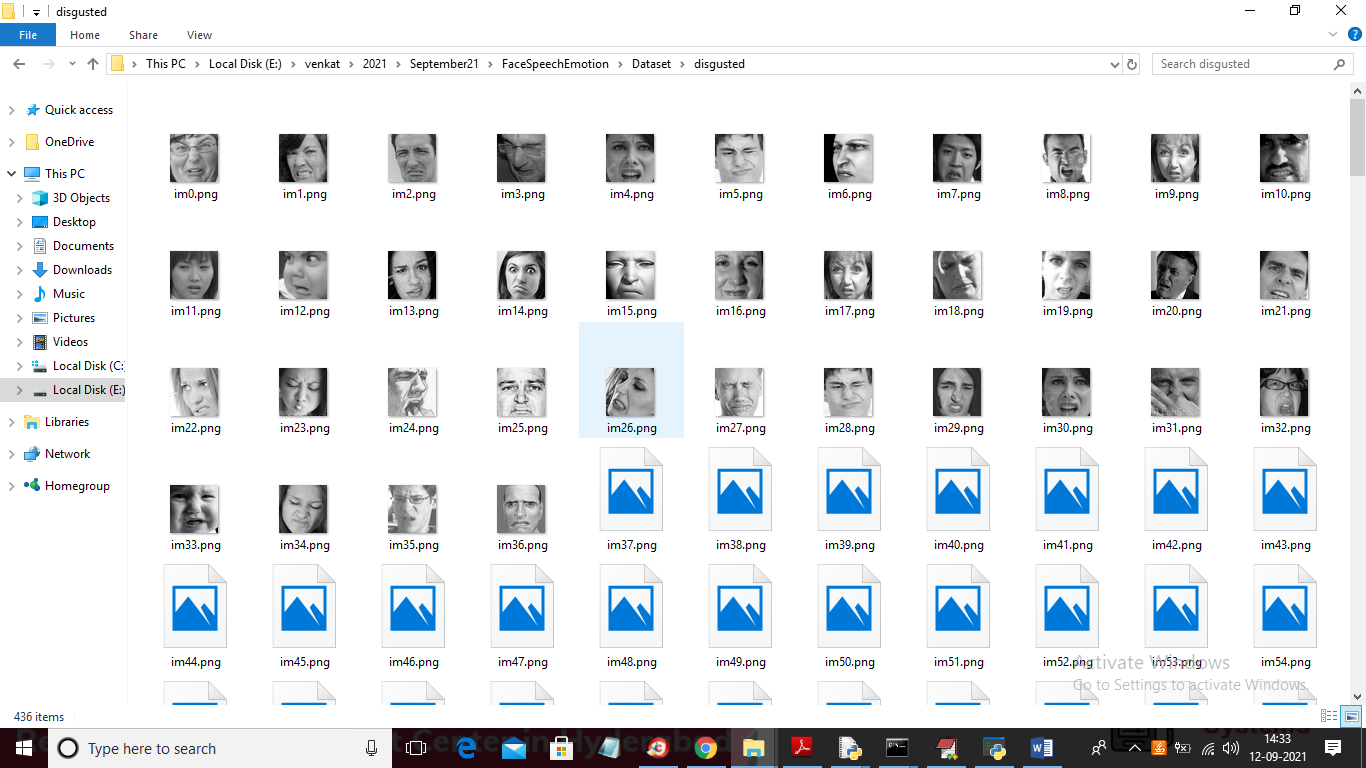 disgusted
File Home Share View
This PC Local Disk (E:) venkat 2021 September21 FaceSpeechEmotion Dataset disgusted
Search disgusted
Quick access
OneDrive
This PC
3D Objects
Desktop
Documents
Downloads
Music
Pictures
Videos
Local Disk (C:
Local Disk (E:)
Libraries
Network
Homegroup
im0.png im1.png im2.png im3.png im4.png im5.png im6.png im7.png im8.png im9.png im10.png
im11.png im12.png im13.png im14.png im15.png im16.png im17.png im18.png im19.png im20.png im21.png
im22.png im23.png im24.png im25.png im26.png im27.png im28.png im29.png im30.png im31.png im32.png
im33.png im34.png im35.png im36.png im37.png im38.png im39.png im40.png im41.png im42.png im43.png
im44.png im45.png im46.png im47.png im48.png im49.png im50.png im51.png im52.png im53.png im54.png
Activate Windows
Go to Settings to activate Windows.
436 items
Type here to search
14:33
12-09-2021